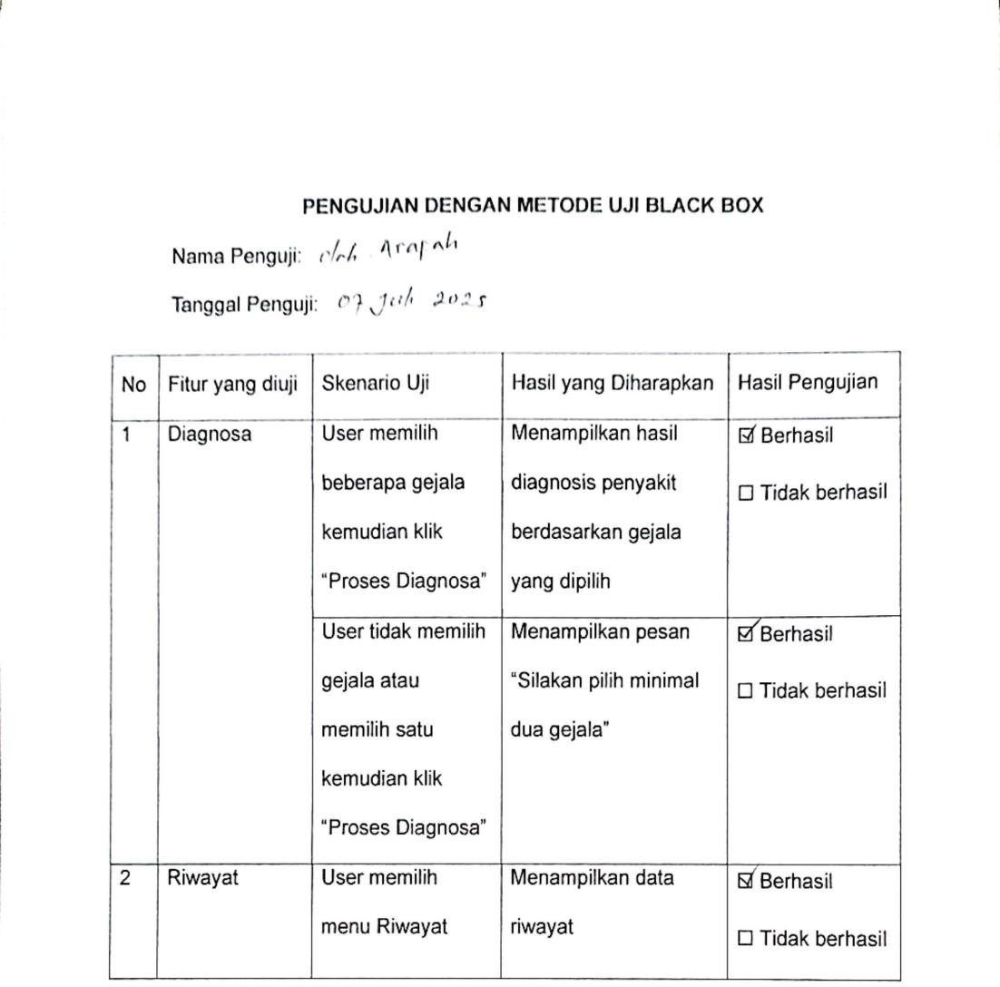 PENGUJIAN DENGAN METODE UJI BLACK BOX
Nama Penguji: Arafah
Tanggal Penguji: 07 Juli 2025
No Fitur yang diuji Skenario Uji Hasil yang Diharapkan Hasil Pengujian
1 Diagnosa User memilih Menampilkan hasil ☑ Berhasil
beberapa gejala diagnosis penyakit ☐ Tidak berhasil
kemudian klik berdasarkan gejala
“Proses Diagnosa” yang dipilih
User tidak memilih Menampilkan pesan ☑ Berhasil
gejala atau “Silakan pilih minimal ☐ Tidak berhasil
memilih satu dua gejala”
kemudian klik
“Proses Diagnosa”
2 Riwayat User memilih Menampilkan data ☑ Berhasil
menu Riwayat riwayat ☐ Tidak berhasil